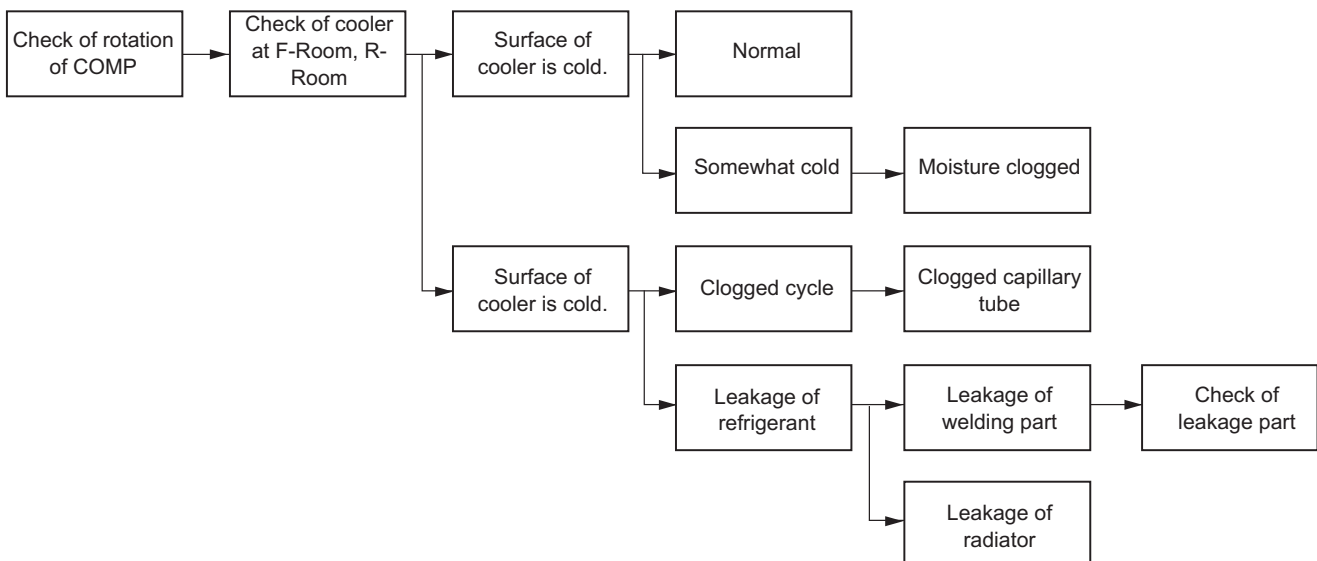 Check of rotation
of COMP
Check of cooler
at F-Room, R-
Room
Surface of
cooler is cold.
Normal
Somewhat cold
Moisture clogged
Surface of
cooler is cold.
Clogged cycle
Clogged capillary
tube
Leakage of
refrigerant
Leakage of
welding part
Check of
leakage part
Leakage of
radiator